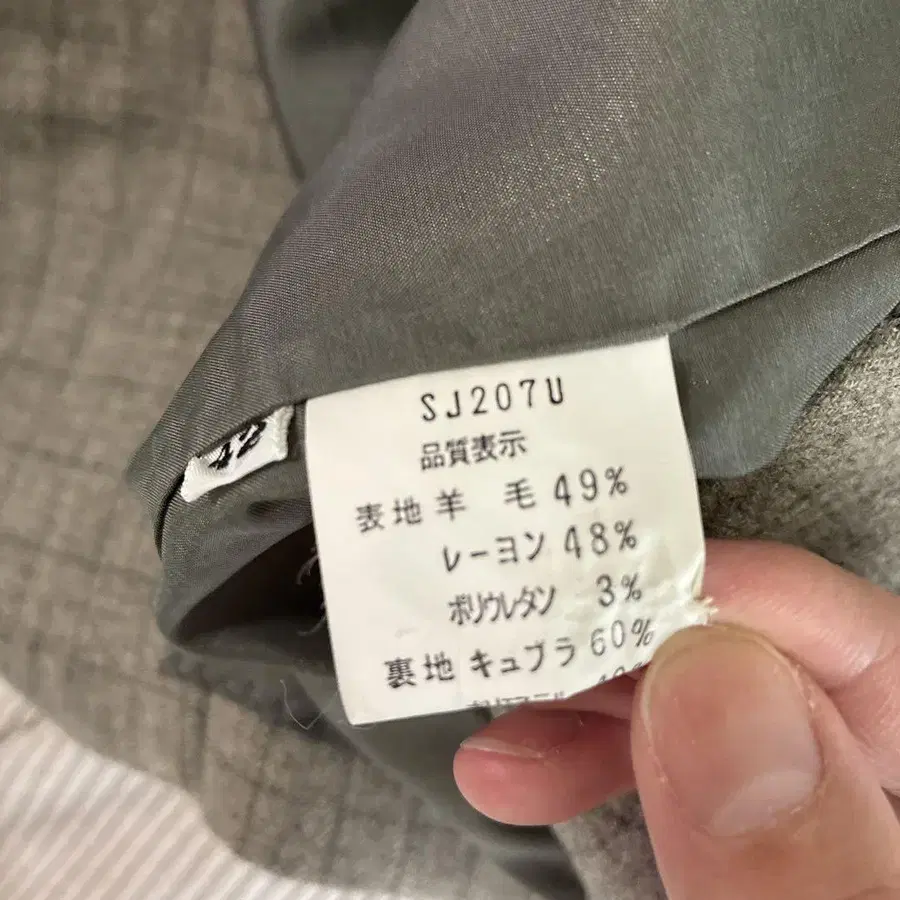 SJ207U
品質表示
表地 羊 毛 49%
レーヨン 48%
ポリウレタン 3%
裏地 キュプラ 60%
42